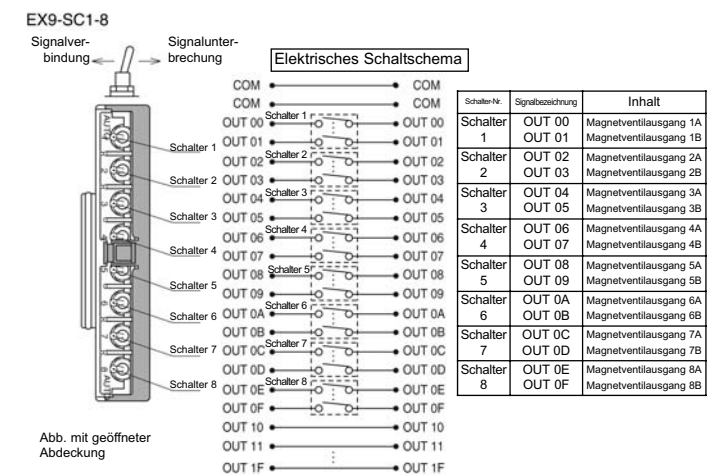 EX9-SC1-8
Signalver-
bindung
Signalunter-
brechung
Schalter 1
Schalter 2
Schalter 3
Schalter 4
Schalter 5
Schalter 6
Schalter 7
Schalter 8
AUTO
1
2
3
4
5
6
7
8
Abb. mit geöffneter
Abdeckung
Elektrisches Schaltschema
COM COM
COM COM
OUT 00 Schalter 1 OUT 00
OUT 01 OUT 01
OUT 02 Schalter 2 OUT 02
OUT 03 OUT 03
OUT 04 Schalter 3 OUT 04
OUT 05 OUT 05
OUT 06 Schalter 4 OUT 06
OUT 07 OUT 07
OUT 08 Schalter 5 OUT 08
OUT 09 OUT 09
OUT 0A Schalter 6 OUT 0A
OUT 0B OUT 0B
OUT 0C Schalter 7 OUT 0C
OUT 0D OUT 0D
OUT 0E Schalter 8 OUT 0E
OUT 0F OUT 0F
OUT 10 OUT 10
OUT 11 OUT 11
OUT 1F OUT 1F
Schalter-Nr. Signalbezeichnung Inhalt
Schalter 1 OUT 00 Magnetventilausgang 1A
OUT 01 Magnetventilausgang 1B
Schalter 2 OUT 02 Magnetventilausgang 2A
OUT 03 Magnetventilausgang 2B
Schalter 3 OUT 04 Magnetventilausgang 3A
OUT 05 Magnetventilausgang 3B
Schalter 4 OUT 06 Magnetventilausgang 4A
OUT 07 Magnetventilausgang 4B
Schalter 5 OUT 08 Magnetventilausgang 5A
OUT 09 Magnetventilausgang 5B
Schalter 6 OUT 0A Magnetventilausgang 6A
OUT 0B Magnetventilausgang 6B
Schalter 7 OUT 0C Magnetventilausgang 7A
OUT 0D Magnetventilausgang 7B
Schalter 8 OUT 0E Magnetventilausgang 8A
OUT 0F Magnetventilausgang 8B